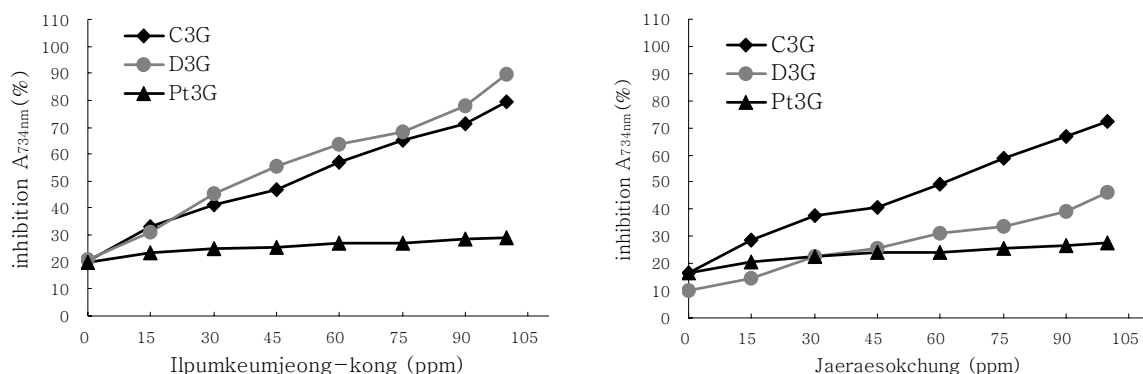 110
100
90
80
70
60
50
40
30
20
10
0
inhibition A734nm(%)
C3G
D3G
Pt3G
0 15 30 45 60 75 90 105
Ilpumkeumjeong-kong (ppm)
110
100
90
80
70
60
50
40
30
20
10
0
inhibition A734nm(%)
C3G
D3G
Pt3G
0 15 30 45 60 75 90 105
Jaeraesokchung (ppm)